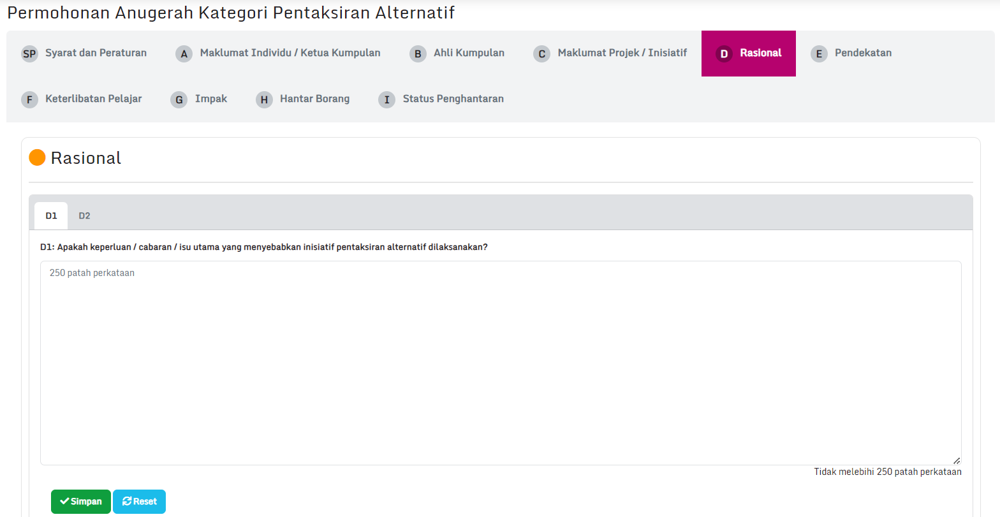 Permohonan Anugerah Kategori Pentaksiran Alternatif
SP Syarat dan Peraturan A Maklumat Individu / Ketua Kumpulan B Ahli Kumpulan C Maklumat Projek / Inisiatif D Rasional E Pendekatan
F Keterlibatan Pelajar G Impak H Hantar Borang I Status Penghantaran
Rasional
D1 D2
D1: Apakah keperluan / cabaran / isu utama yang menyebabkan inisiatif pentaksiran alternatif dilaksanakan?
250 patah perkataan
Tidak melebihi 250 patah perkataan
Simpan Reset